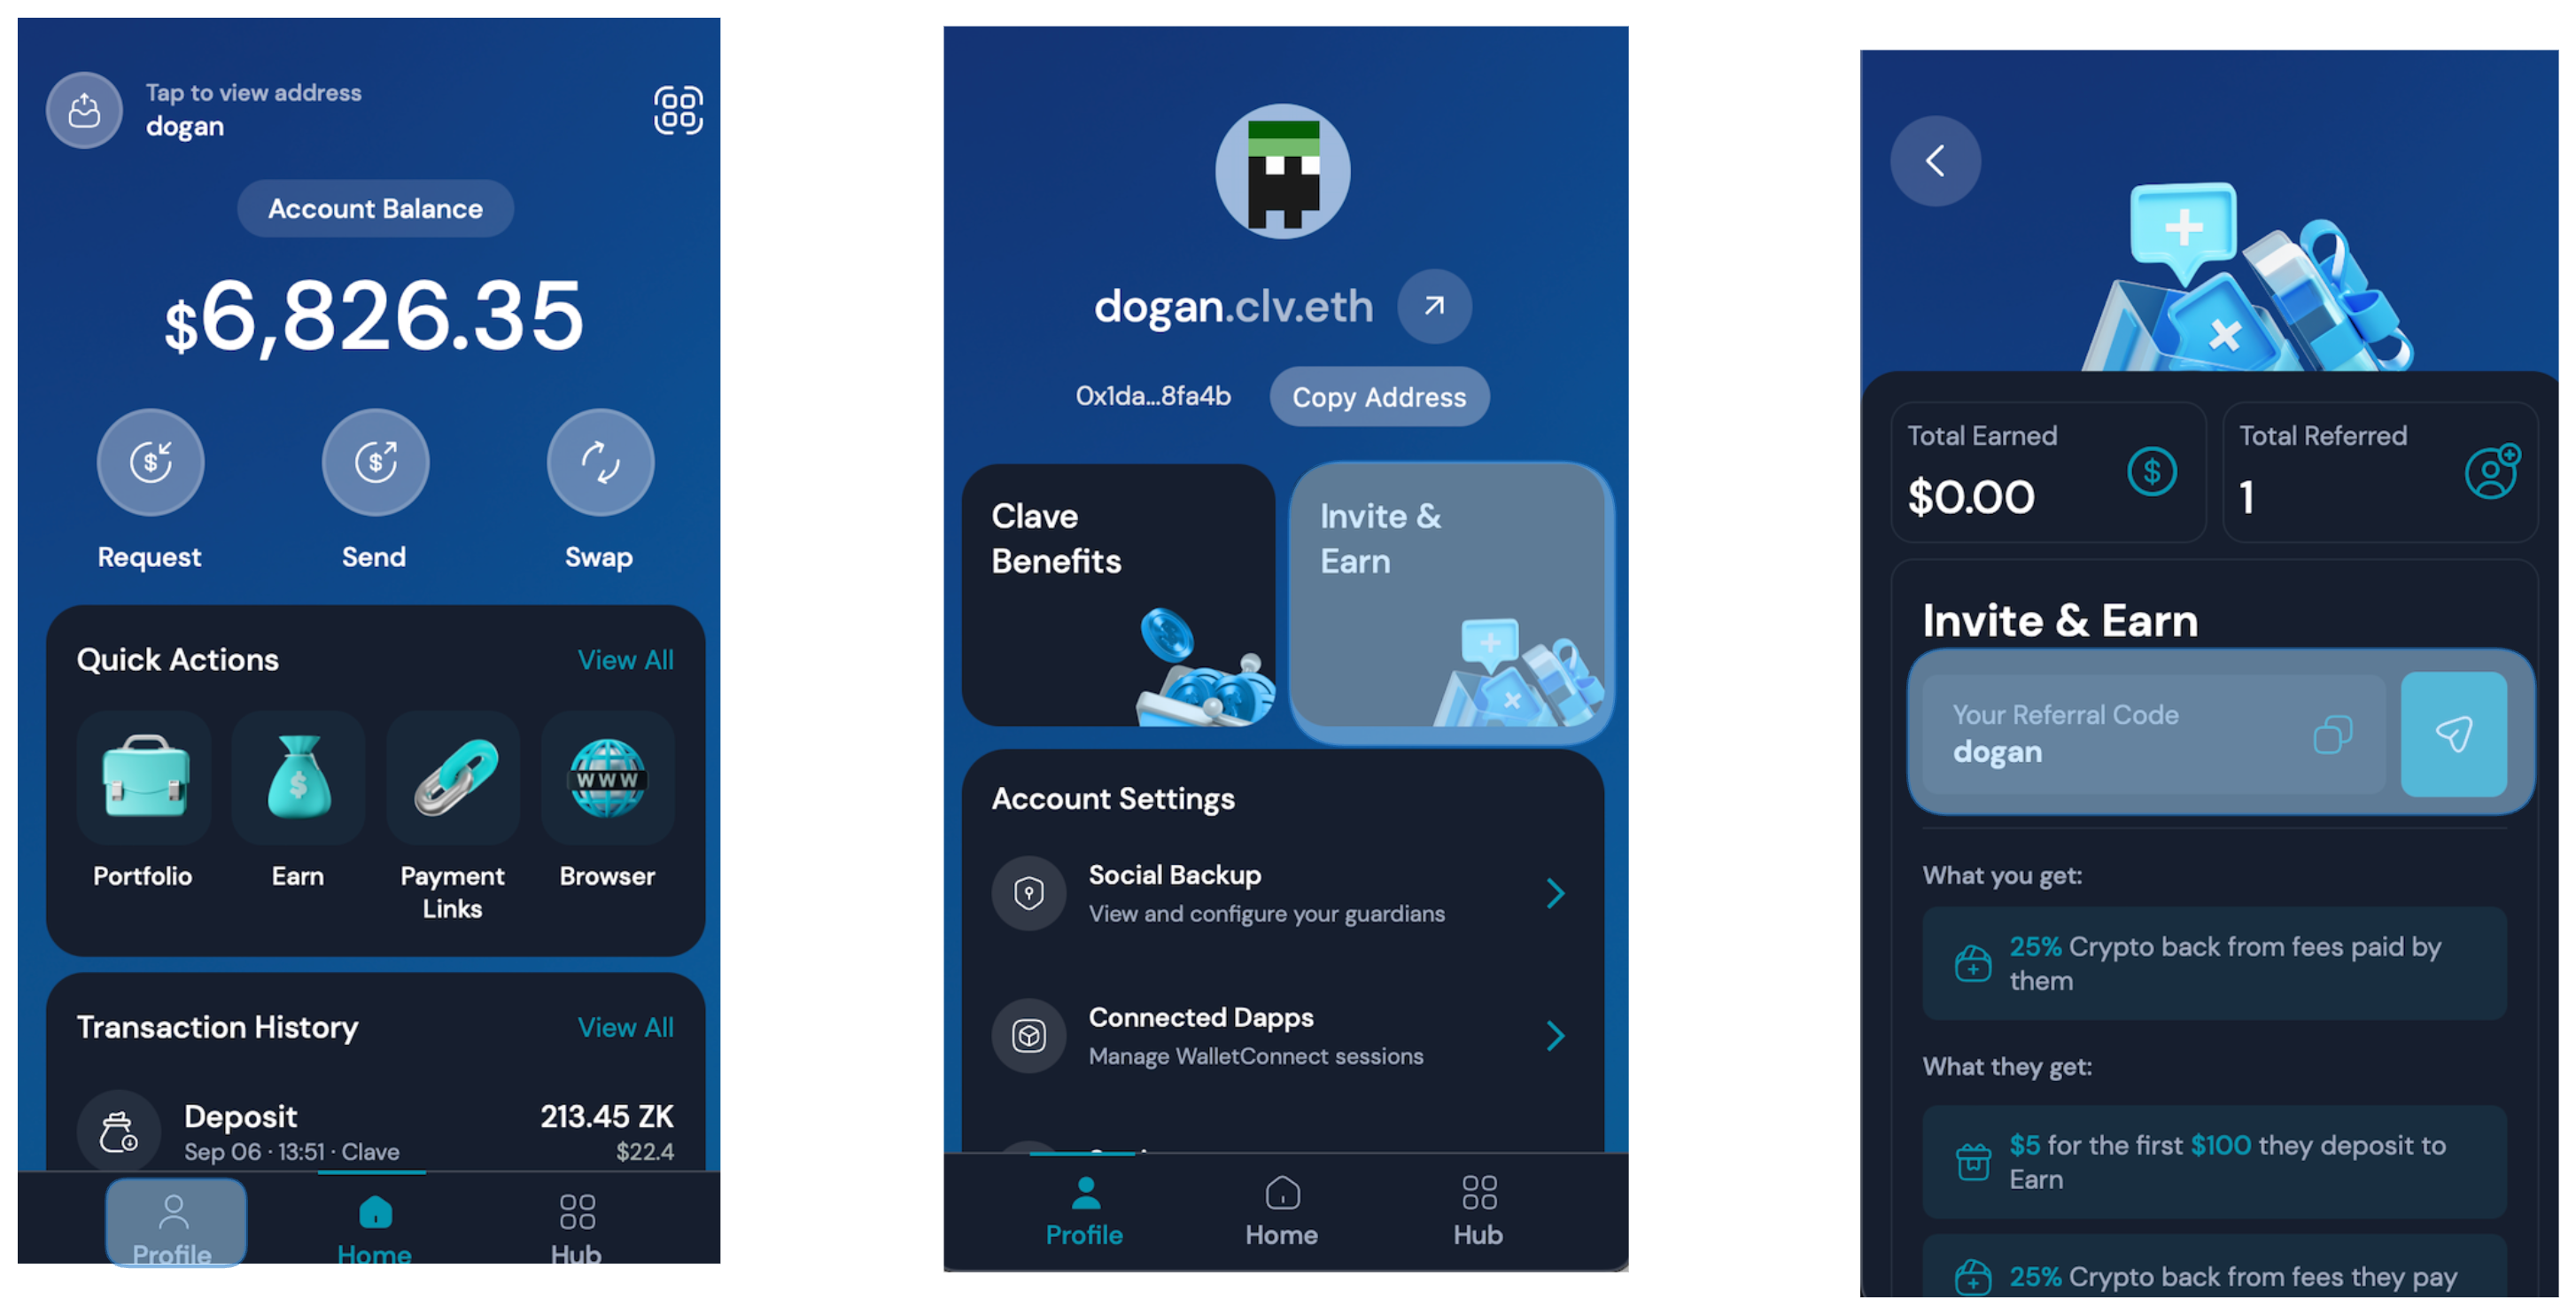 Tap to view address
dogan
Account Balance
$6,826.35
Request
Send
Swap
Quick Actions
View All
Portfolio
Earn
Payment
Links
WWW
Browser
Transaction History
View All
Deposit
213.45 ZK
Sep 06 · 13:51 · Clave
$22.4
Profile
Home
Hub
dogan.clv.eth
0x1da...8fa4b
Copy Address
Clave
Benefits
Invite &
Earn
Account Settings
Social Backup
View and configure your guardians
Connected Dapps
Manage WalletConnect sessions
Profile
Home
Hub
Total Earned
$0.00
Total Referred
1
Invite & Earn
Your Referral Code
dogan
What you get:
25% Crypto back from fees paid by
them
What they get:
$5 for the first $100 they deposit to
Earn
25% Crypto back from fees they pay